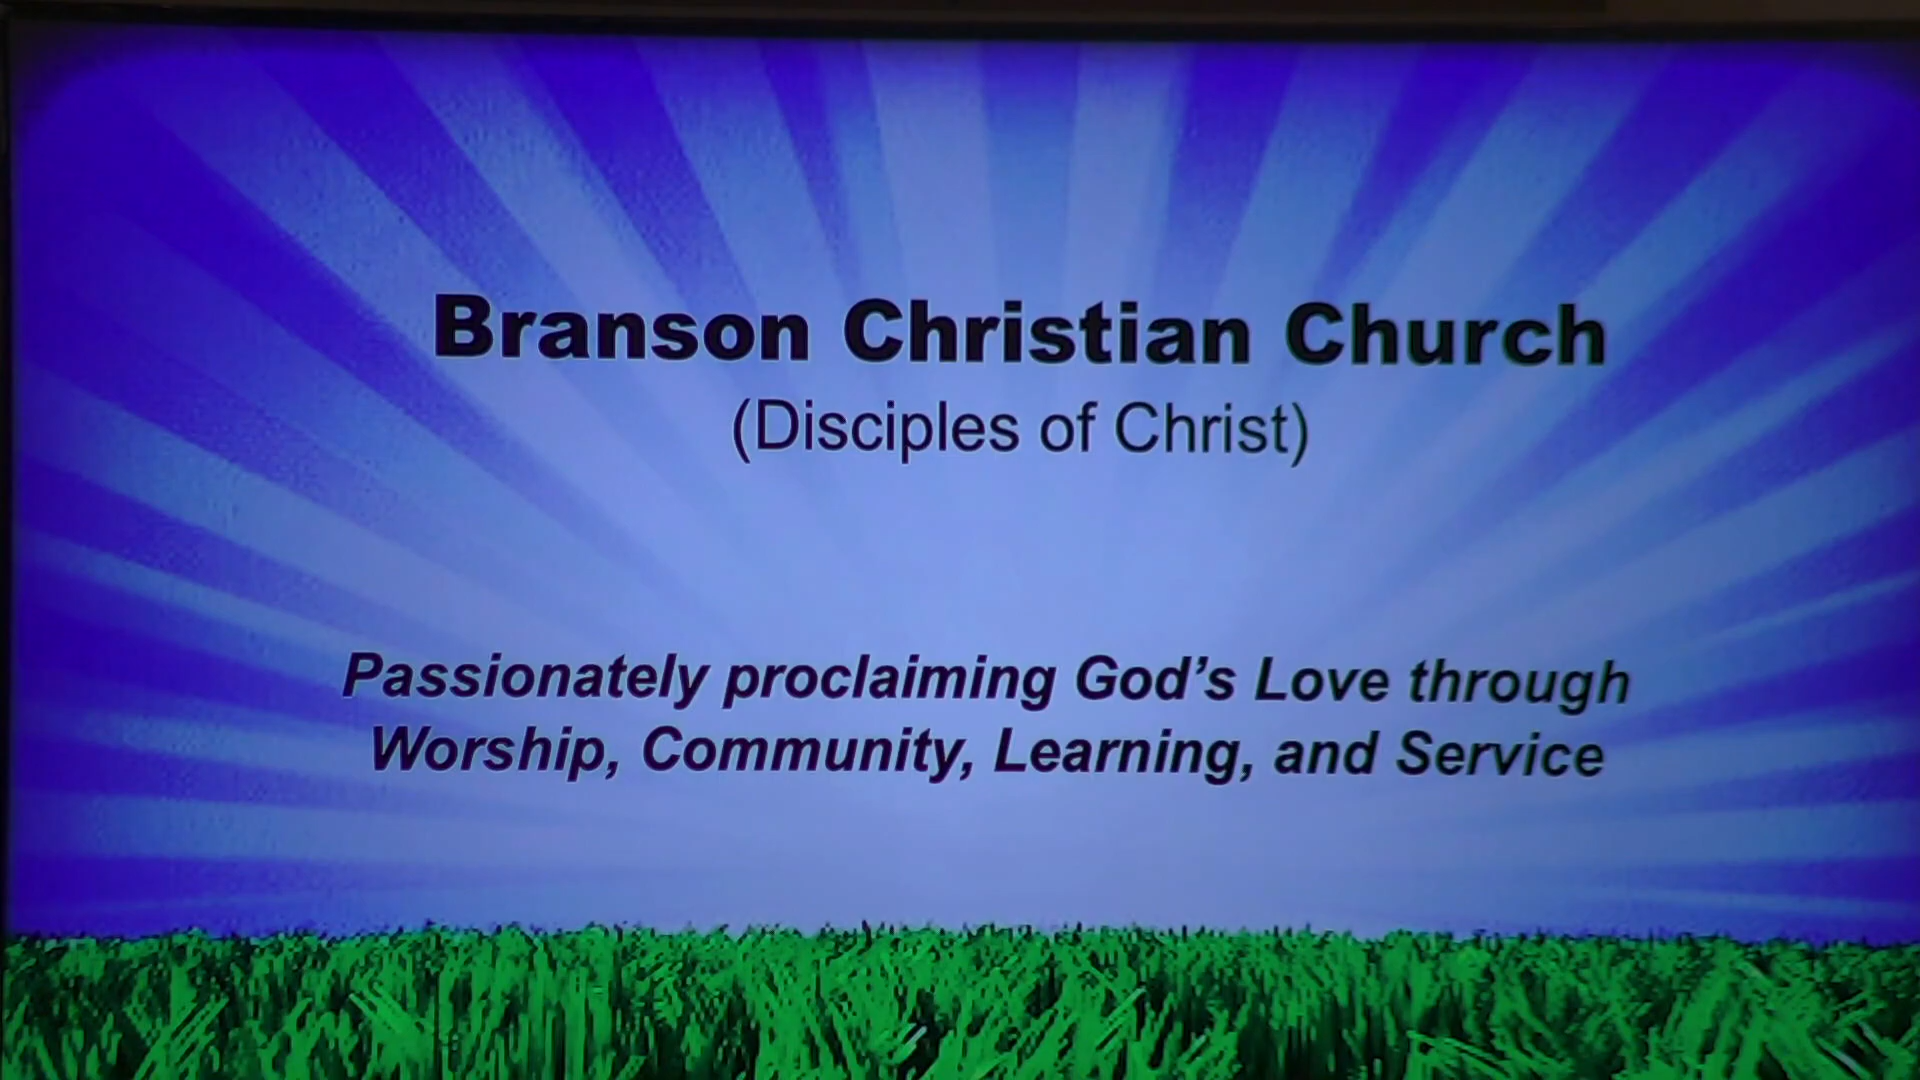 Branson Christian Church
(Disciples of Christ)
Passionately proclaiming God's Love through
Worship, Community, Learning, and Service